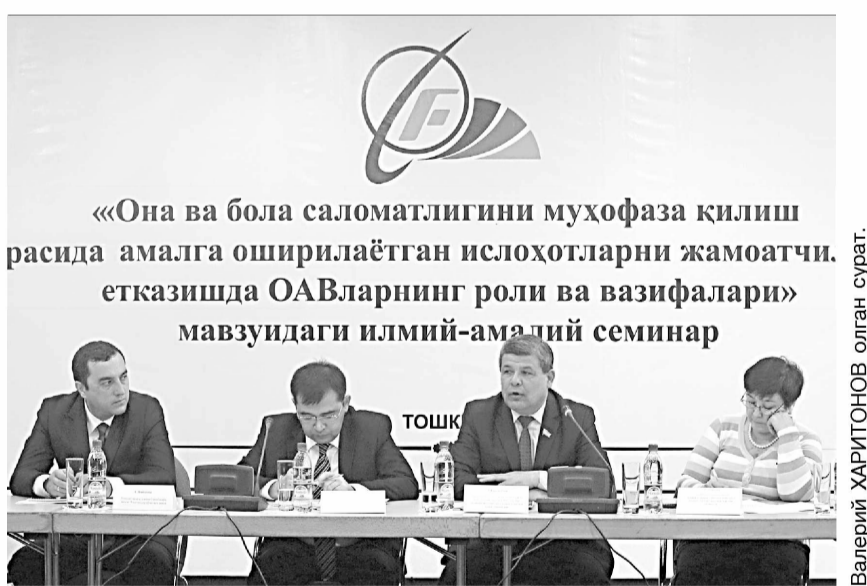 «‹Она ва бола саломатлигини муҳофаза қилиш
расида амалга оширилаётган ислоҳотларни жамоатчи
етказишда ОАВларнинг роли ва вазифалари»
мавзуидаги илмий-амалий семинар
ТОШК
Валерий ХАРИТОНОВ олган сурат.